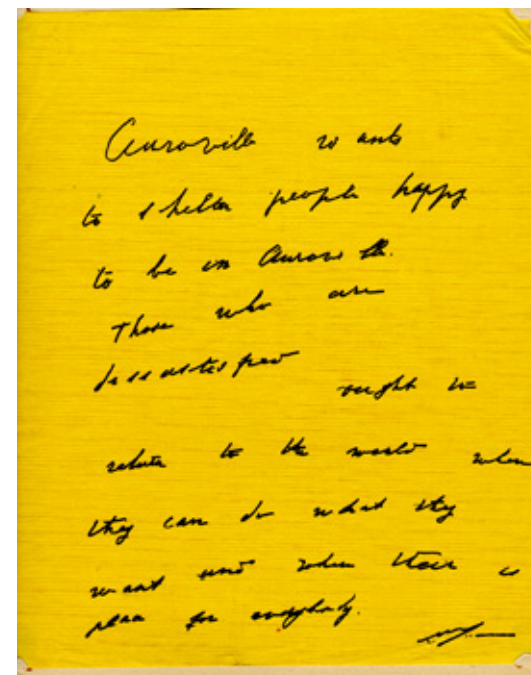 Auroville wants
to shelter people happy
to be in Auroville.
Those who are
dissatisfied
ought to
return to the world where
they can do what they
want and where there is
place for everybody.